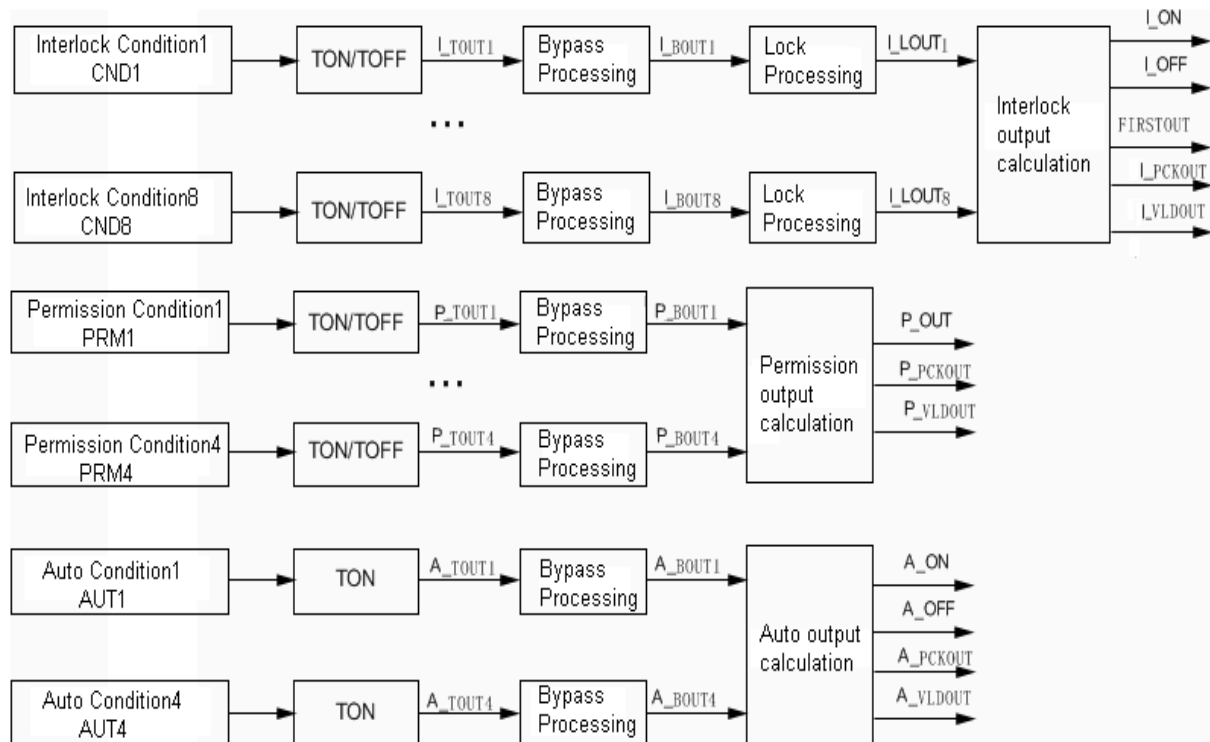 Interlock Condition1
CND1
TON/TOFF
I_TOUT1
Bypass
Processing
I_BOUT1
Lock
Processing
I_LOUT1
Interlock
output
calculation
I_ON
I_OFF
FIRSTOUT
I_PCKOUT
I_VLDOUT
...
Interlock Condition8
CND8
TON/TOFF
I_TOUT8
Bypass
Processing
I_BOUT8
Lock
Processing
I_LOUT8
Permission Condition1
PRM1
TON/TOFF
P_TOUT1
Bypass
Processing
P_BOUT1
Permission
output
calculation
P_OUT
P_PCKOUT
P_VLDOUT
...
Permission Condition4
PRM4
TON/TOFF
P_TOUT4
Bypass
Processing
P_BOUT4
Auto Condition1
AUT1
TON
A_TOUT1
Bypass
Processing
A_BOUT1
Auto output
calculation
A_ON
A_OFF
A_PCKOUT
A_VLDOUT
Auto Condition4
AUT4
TON
A_TOUT4
Bypass
Processing
A_BOUT4